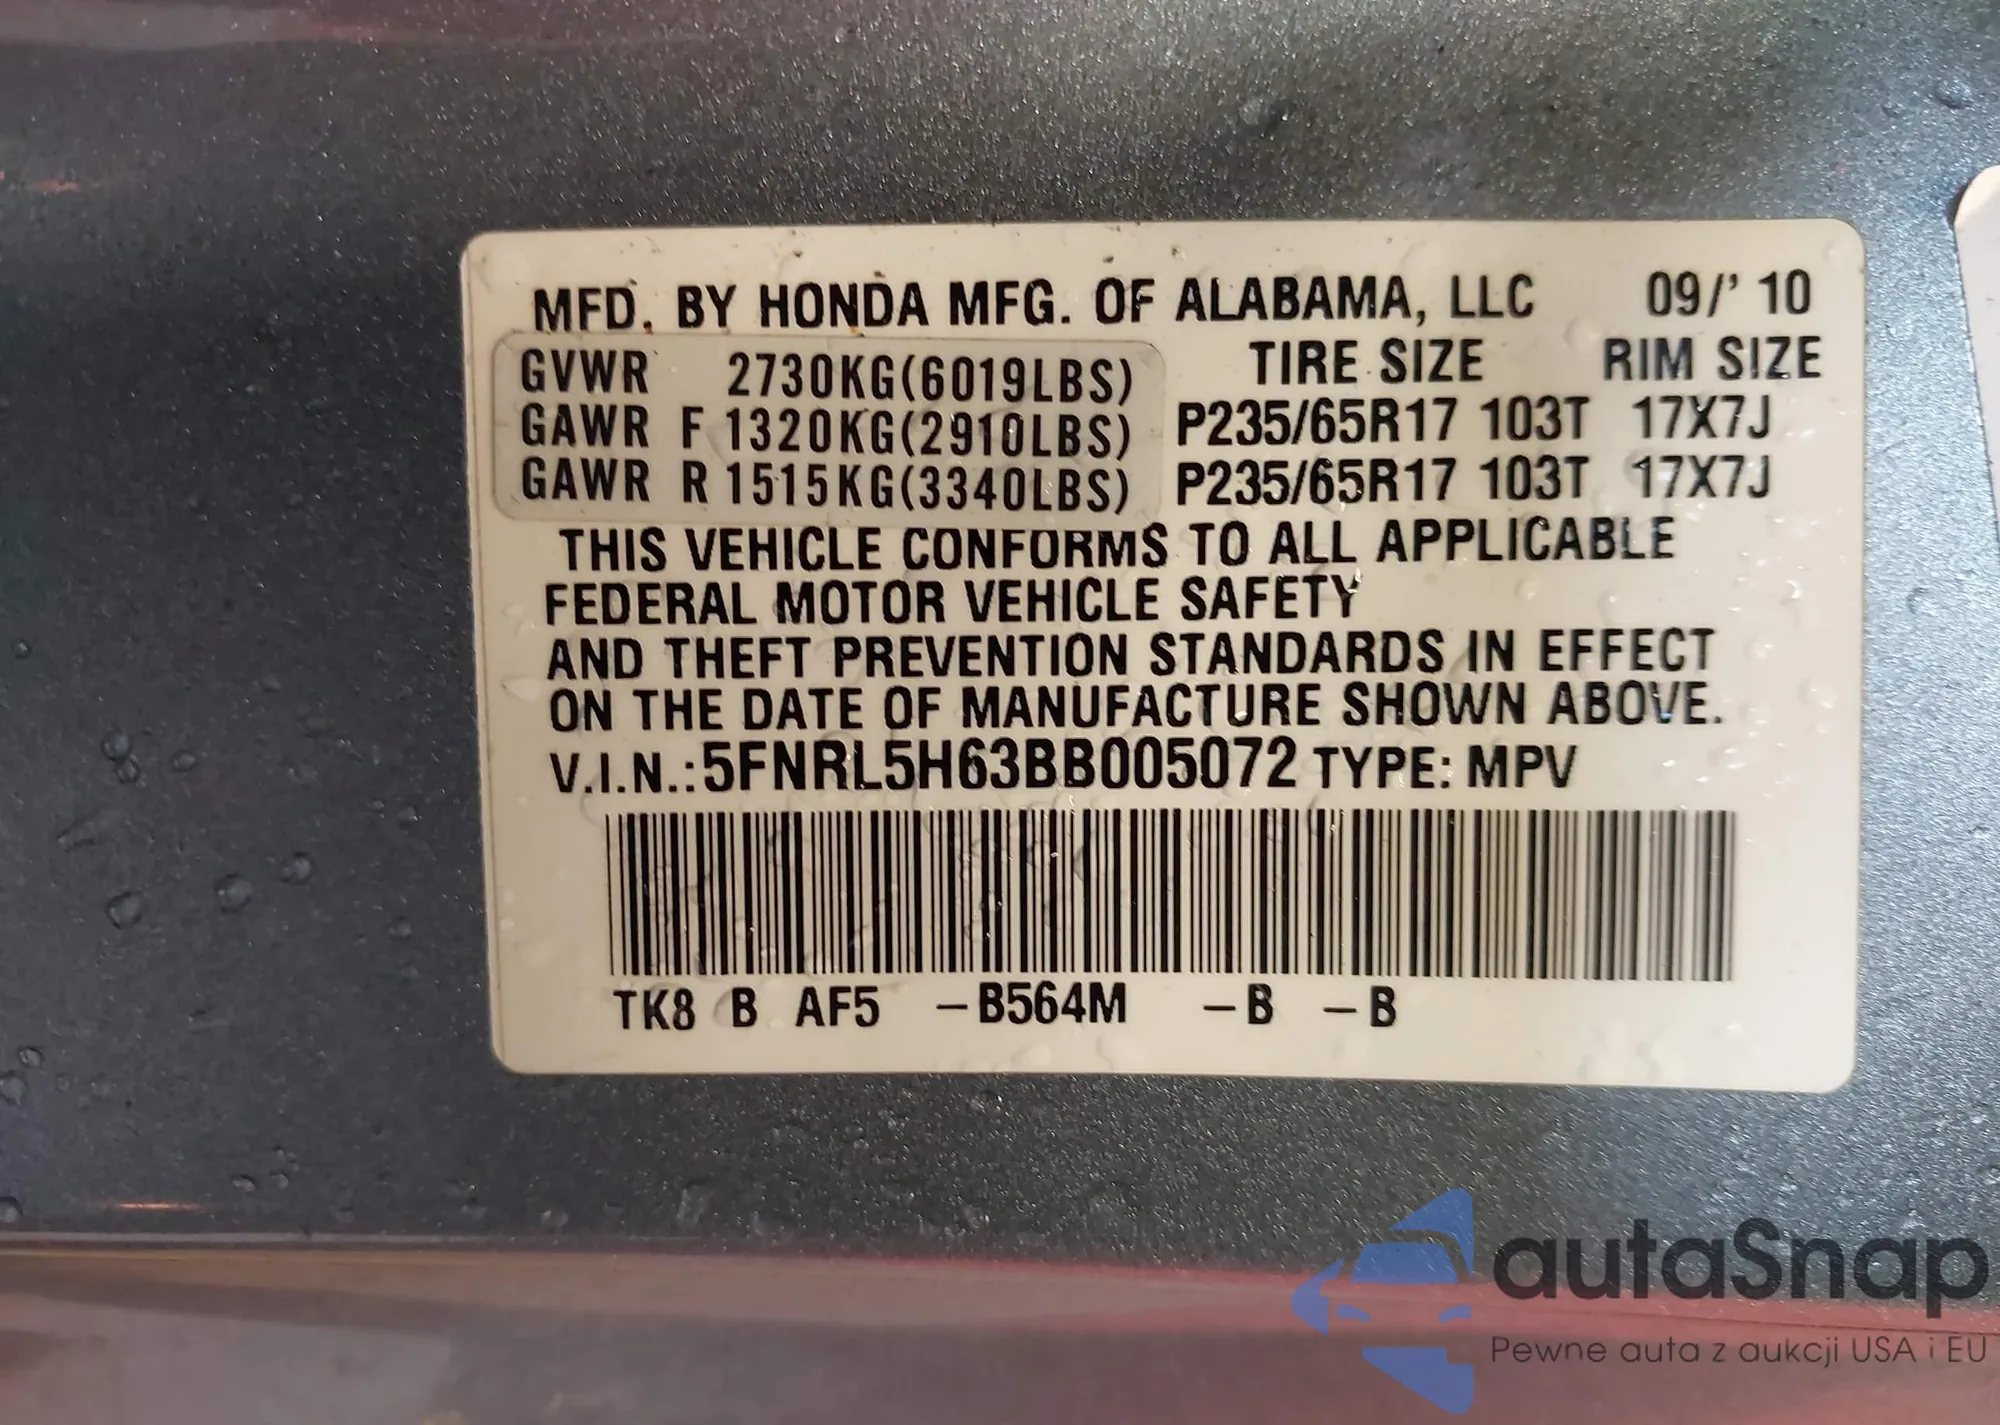 MFD. BY HONDA MFG. OF ALABAMA, LLC 09/' 10
TIRE SIZE RIM SIZE
GVWR 2730KG(6019LBS)
GAWR F 1320KG(2910LBS) P235/65R17 103T 17X7J
GAWR R 1515KG(3340LBS) P235/65R17 103T 17X7J
THIS VEHICLE CONFORMS TO ALL APPLICABLE
FEDERAL MOTOR VEHICLE SAFETY
AND THEFT PREVENTION STANDARDS IN EFFECT
ON THE DATE OF MANUFACTURE SHOWN ABOVE.
V.I.N.:5FNRL5H63BB005072 TYPE: MPV
TK8 B AF5 -B564M -B -B
autaSnap
Pewne auta z aukcji USA i EU